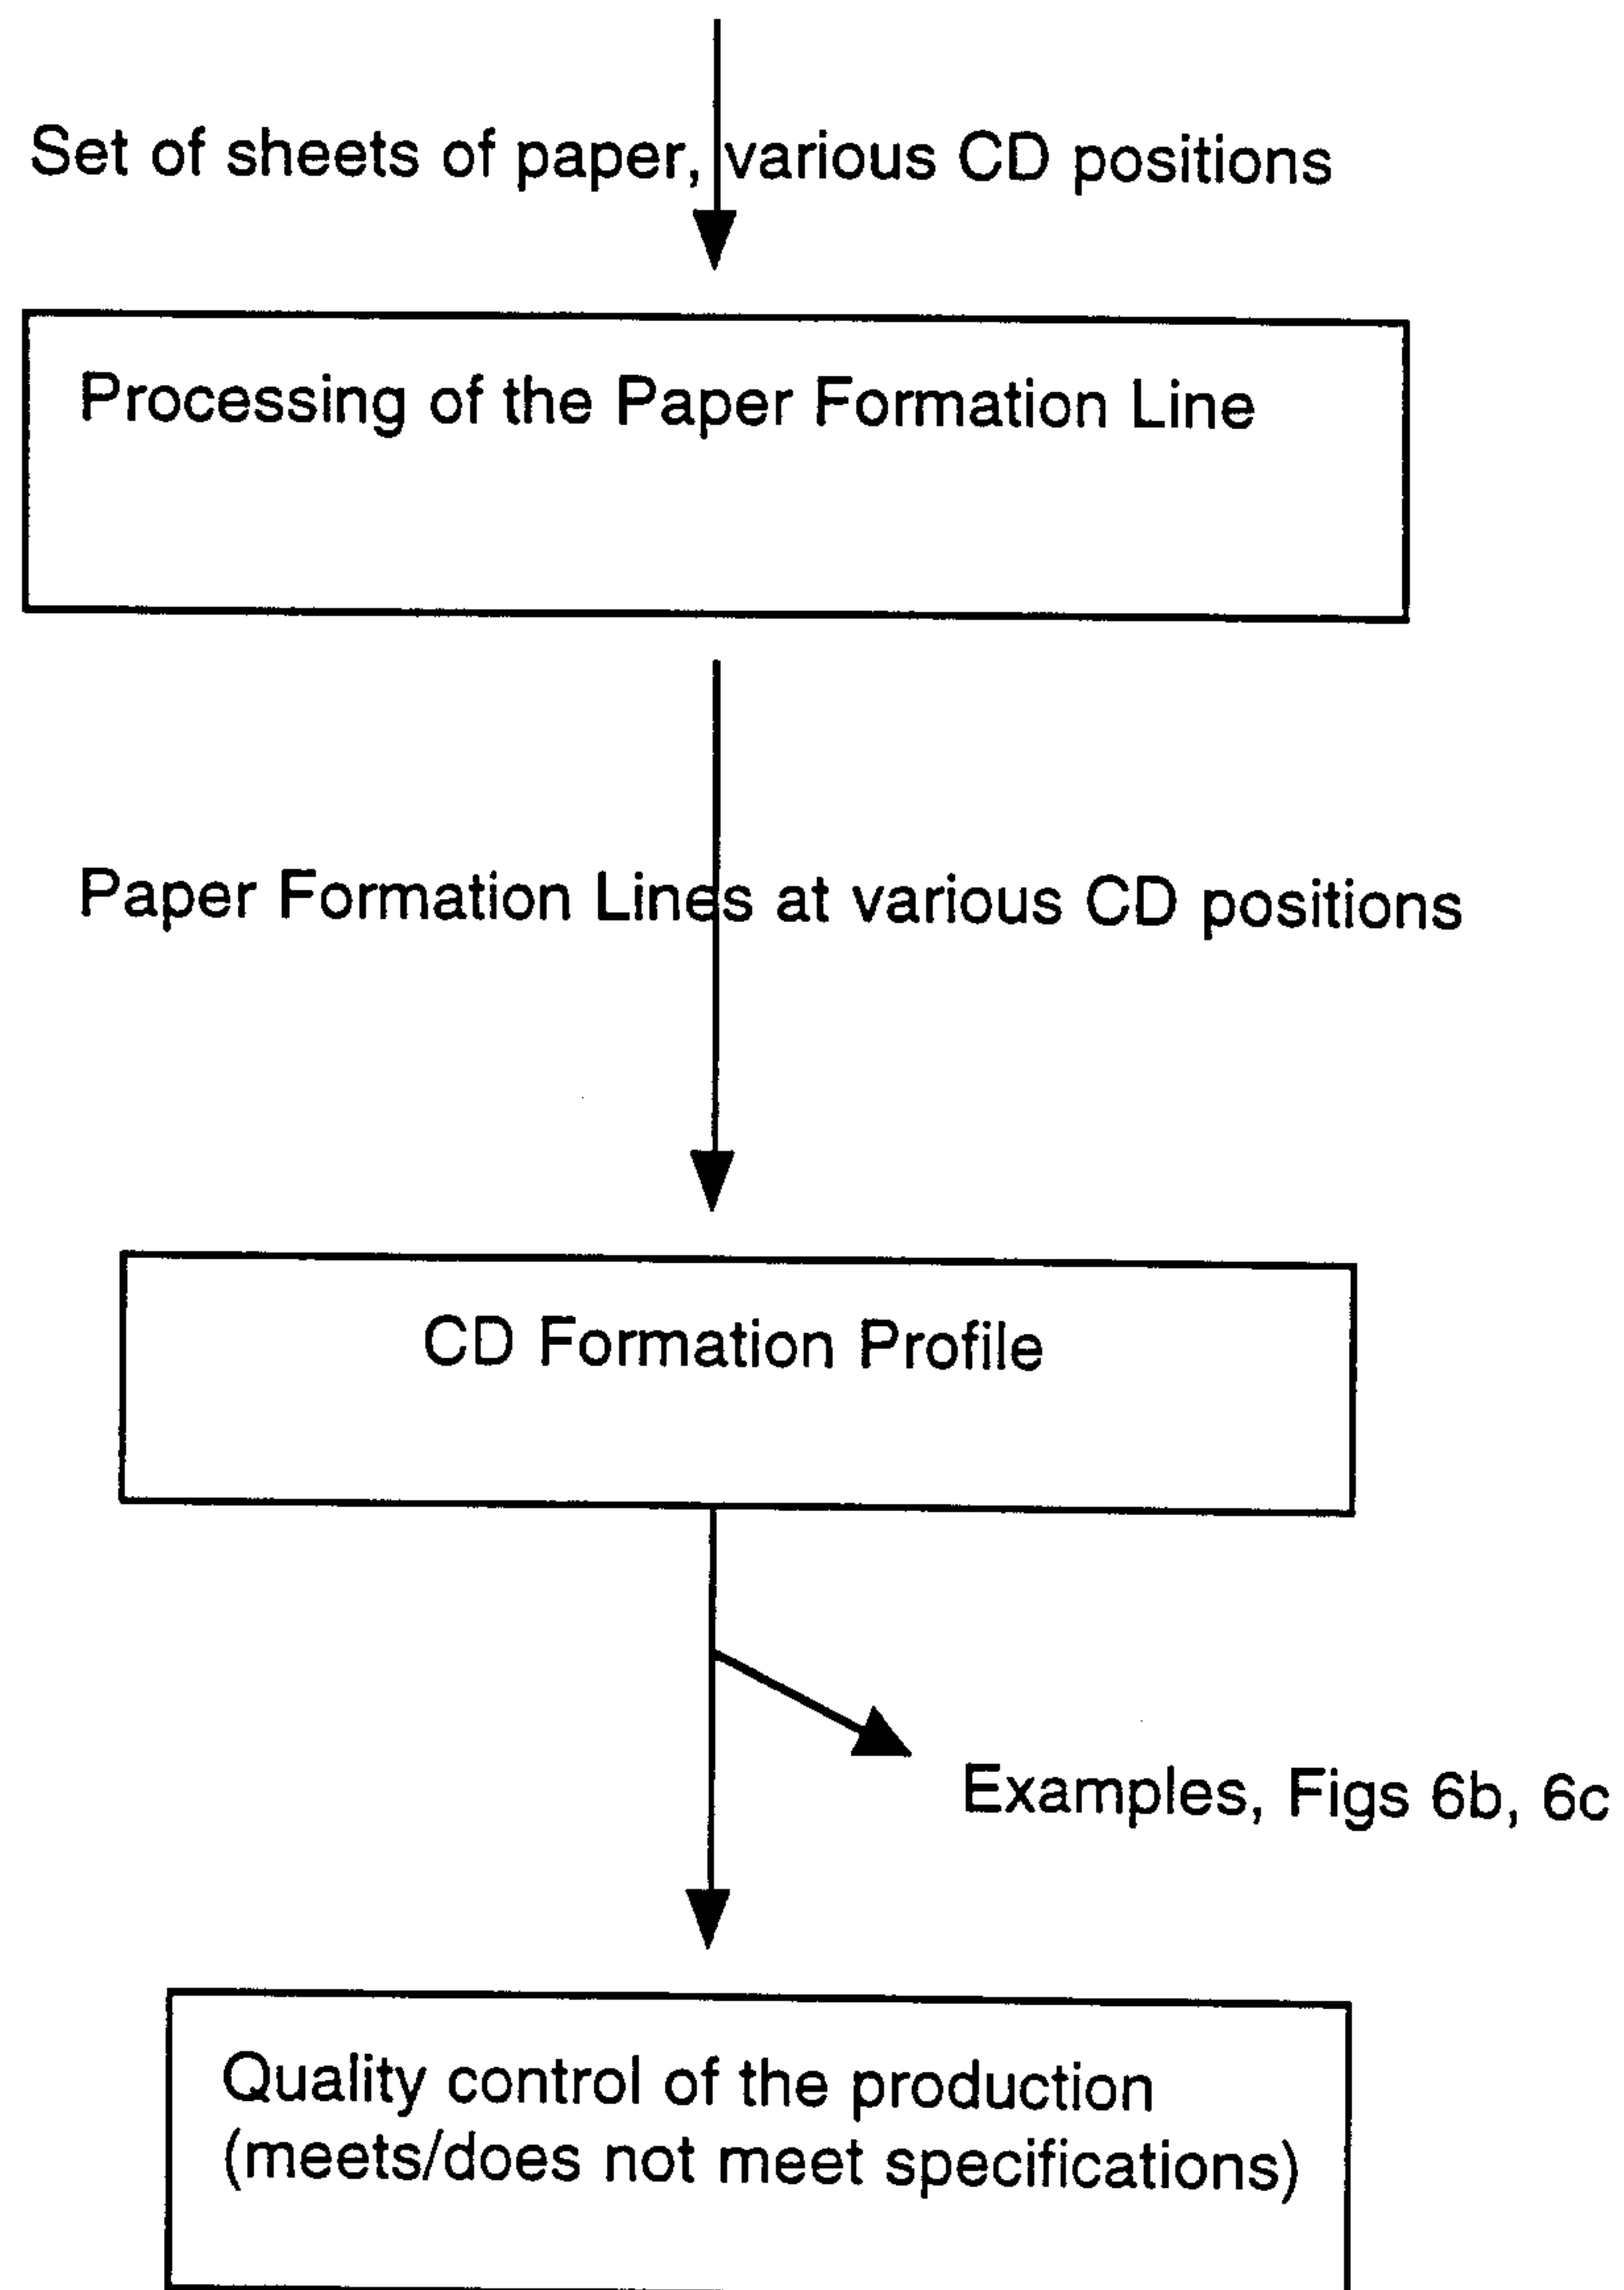 Set of sheets of paper, various CD positions
Processing of the Paper Formation Line
Paper Formation Lines at various CD positions
CD Formation Profile
Examples, Figs 6b, 6c
Quality control of the production
(meets/does not meet specifications)